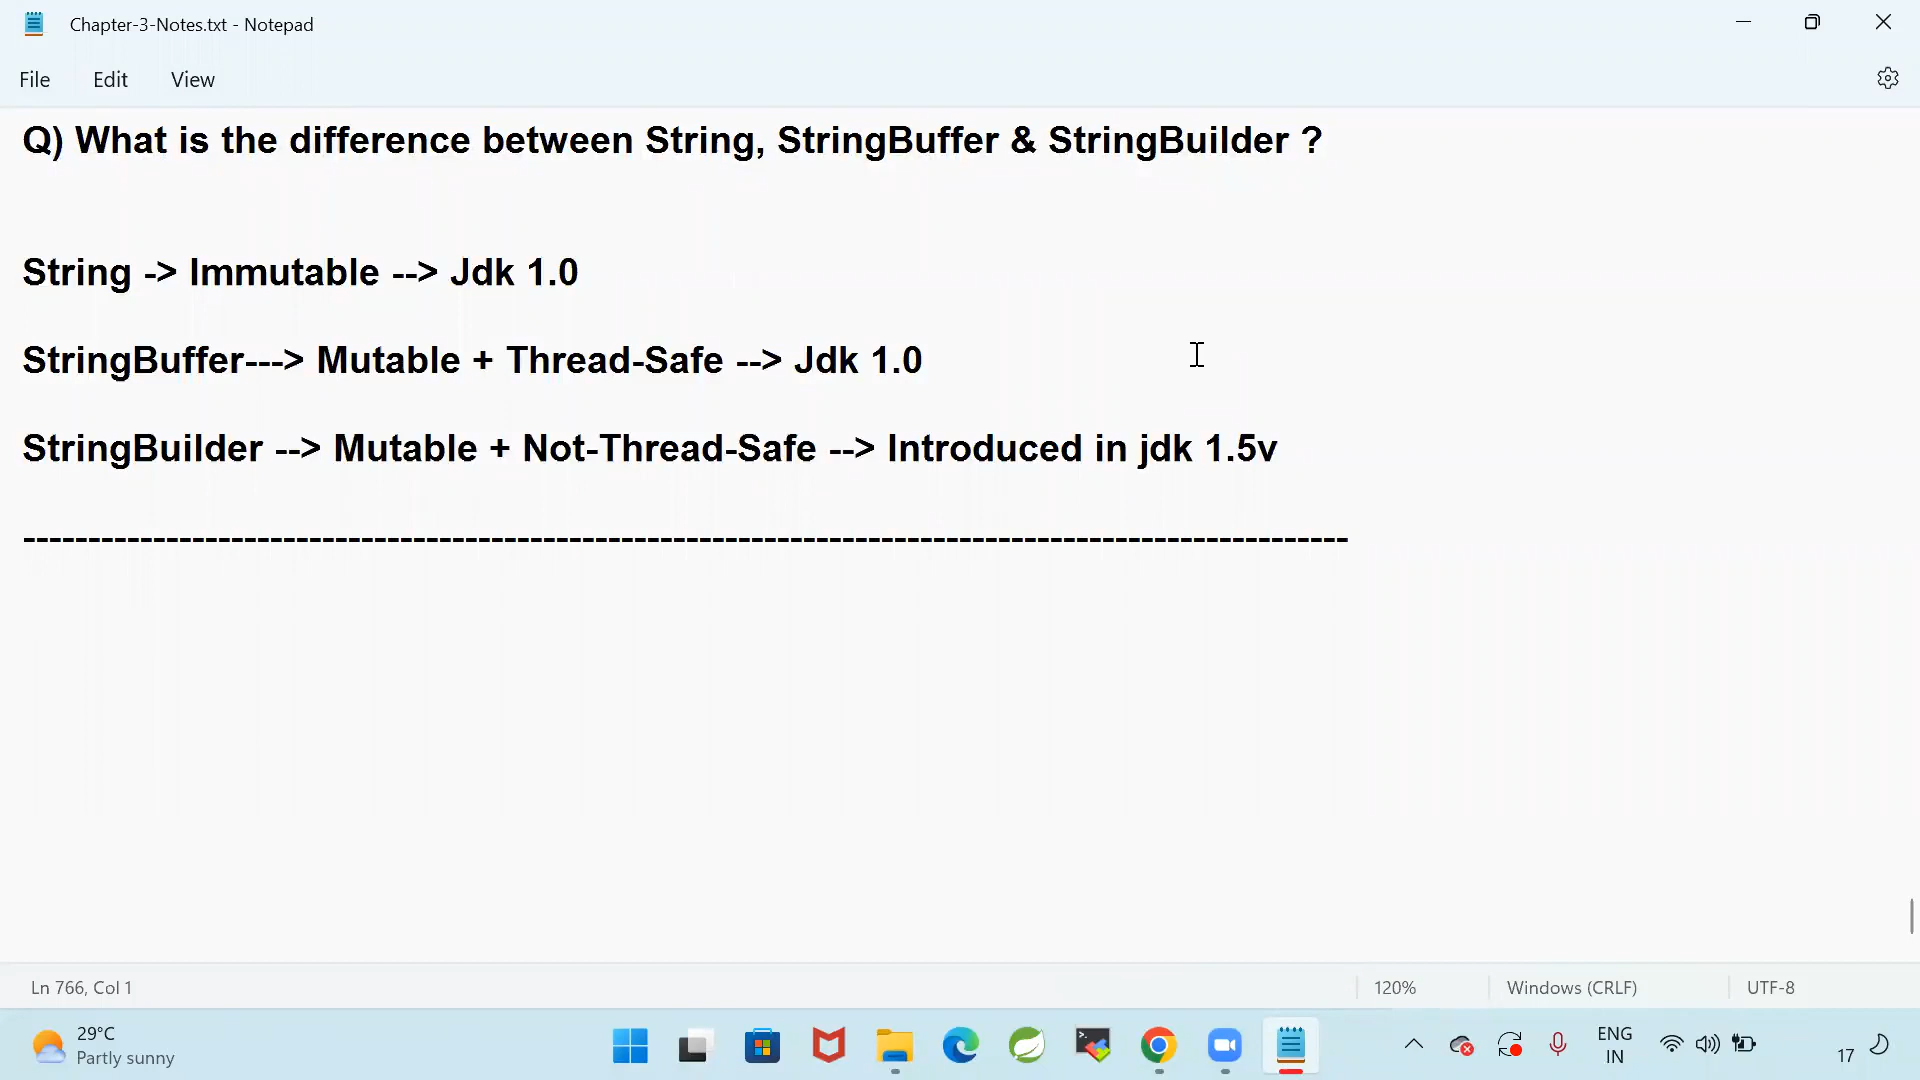 Chapter-3-Notes.txt - Notepad
File Edit View
Q) What is the difference between String, StringBuffer & StringBuilder ?
String -> Immutable --> Jdk 1.0
StringBuffer---> Mutable + Thread-Safe --> Jdk 1.0
StringBuilder --> Mutable + Not-Thread-Safe --> Introduced in jdk 1.5v
------------------------------------------------------------------------------------------------------
Ln 766, Col 1 120% Windows (CRLF) UTF-8
29°C
Partly sunny
ENG
IN
17